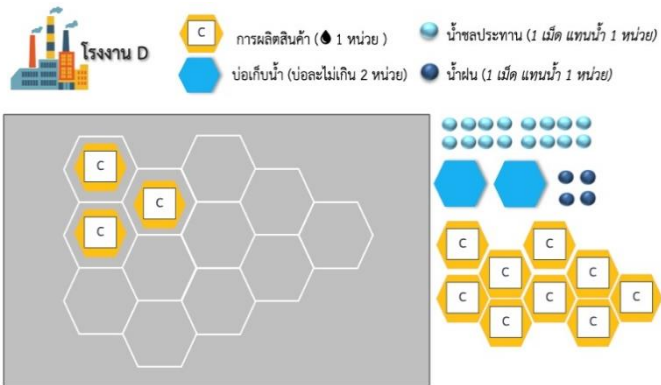 โรงงาน D
C การผลิตสินค้า ( 1 หน่วย )
บ่อเก็บน้ำ (บ่อละไม่เกิน 2 หน่วย)
น้ำชลประทาน (1 เม็ด แทนน้ำ 1 หน่วย)
น้ำฝน (1 เม็ด แทนน้ำ 1 หน่วย)
C
C
C
C C
C C
C C C
C